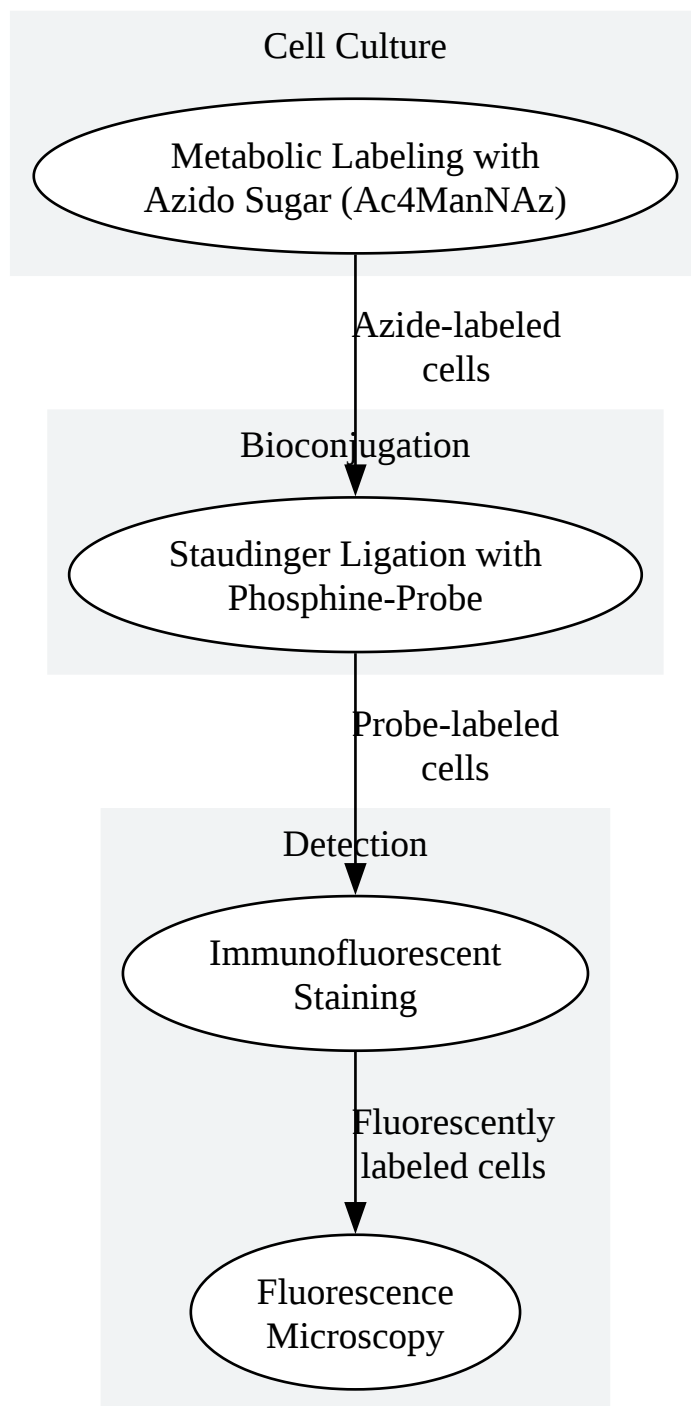 Cell Culture
Metabolic Labeling with
Azido Sugar (Ac4ManNAz)
Azide-labeled
cells
Bioconjugation
Staudinger Ligation with
Phosphine-Probe
Probe-labeled
cells
Detection
Immunofluorescent
Staining
Fluorescently
labeled cells
Fluorescence
Microscopy